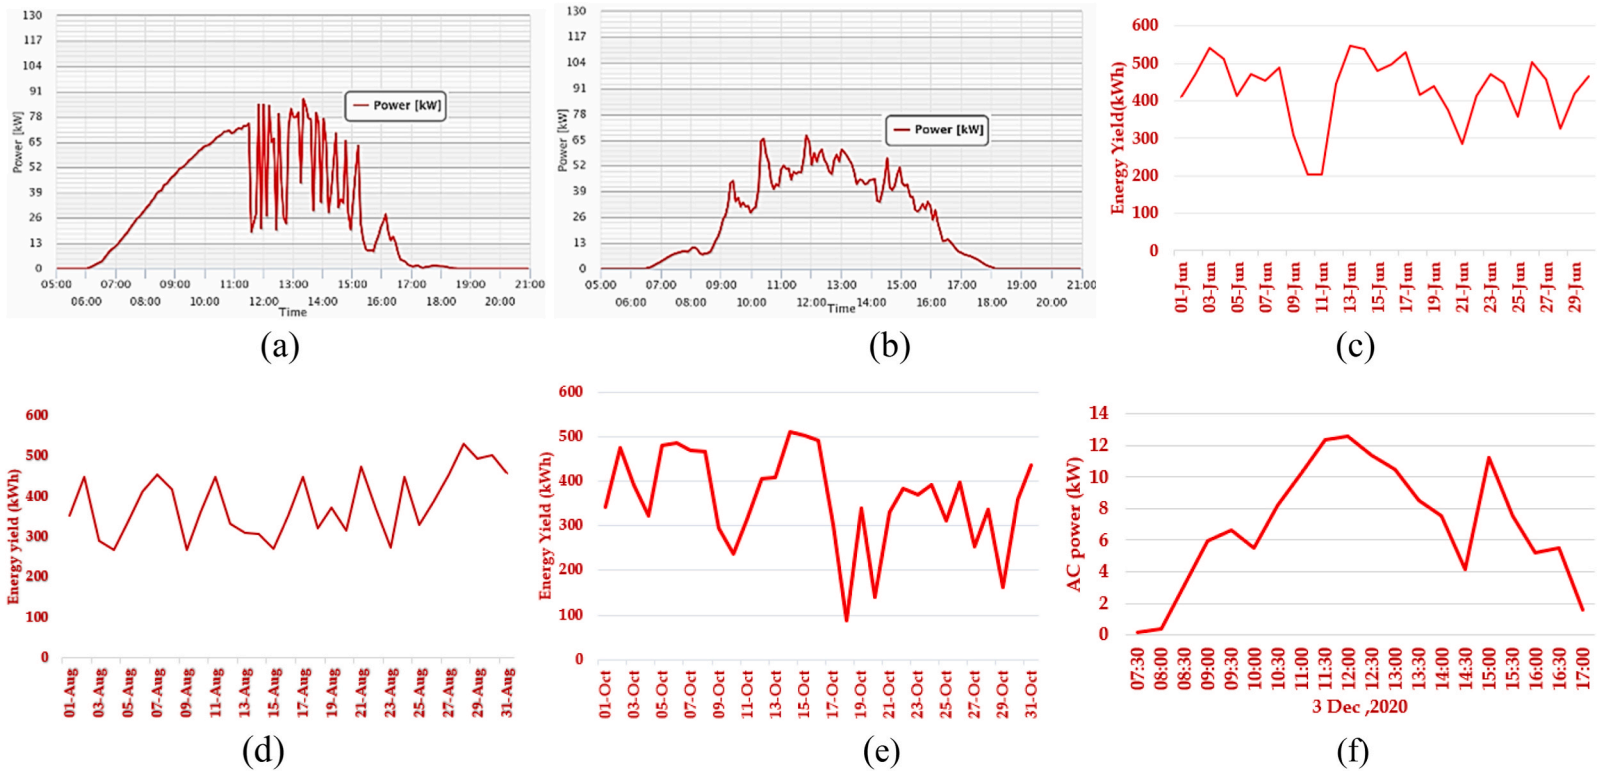 130
117
104
91
78
65
52
39
26
13
0
Power [kW]
Power [kW]
05:00 07:00 09:00 11:00 13:00 15:00 17:00 19:00 21:00
06:00 08:00 10:00 12:00 14:00 16:00 18:00 20:00
Time
(a)
130
117
104
91
78
65
52
39
26
13
0
Power [kW]
Power [kW]
05:00 07:00 09:00 11:00 13:00 15:00 17:00 19:00 21:00
06:00 08:00 10:00 12:00 14:00 16:00 18:00 20:00
Time
(b)
600
500
400
300
200
100
0
Energy Yield(kWh)
01-Jun 03-Jun 05-Jun 07-Jun 09-Jun 11-Jun 13-Jun 15-Jun 17-Jun 19-Jun 21-Jun 23-Jun 25-Jun 27-Jun 29-Jun
(c)
600
500
400
300
200
100
0
Energy yield (kWh)
01-Aug 03-Aug 05-Aug 07-Aug 09-Aug 11-Aug 13-Aug 15-Aug 17-Aug 19-Aug 21-Aug 23-Aug 25-Aug 27-Aug 29-Aug 31-Aug
(d)
600
500
400
300
200
100
0
Energy Yield (kWh)
01-Oct 03-Oct 05-Oct 07-Oct 09-Oct 11-Oct 13-Oct 15-Oct 17-Oct 19-Oct 21-Oct 23-Oct 25-Oct 27-Oct 29-Oct 31-Oct
(e)
14
12
10
8
6
4
2
0
AC power (kW)
07:30 08:00 08:30 09:00 09:30 10:00 10:30 11:00 11:30 12:00 12:30 13:00 13:30 14:00 14:30 15:00 15:30 16:00 16:30 17:00
3 Dec ,2020
(f)